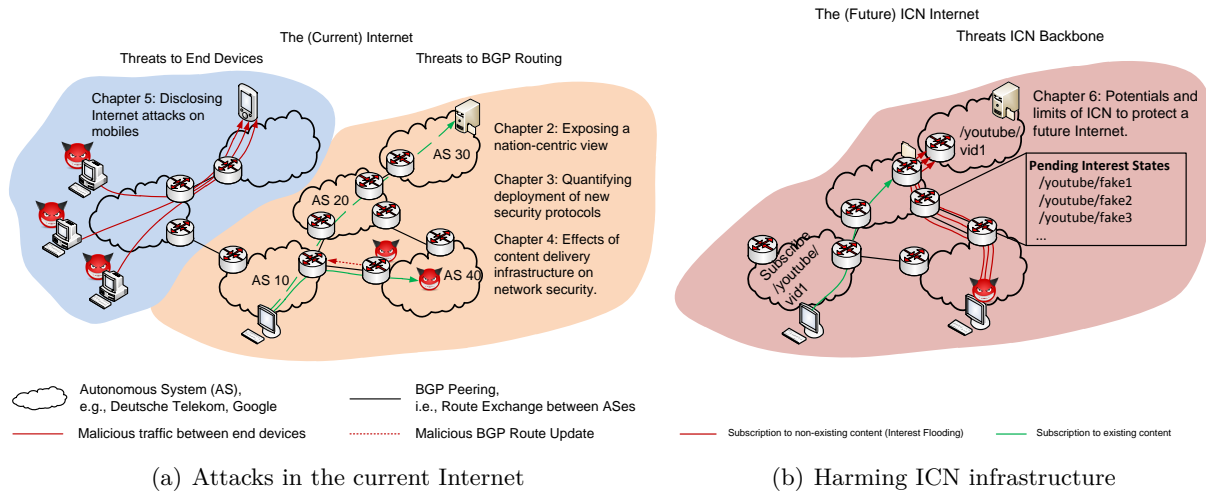 The (Current) Internet
Threats to End Devices
Threats to BGP Routing
Chapter 5: Disclosing
Internet attacks on
mobiles
AS 30
Chapter 2: Exposing a
nation-centric view
Chapter 3: Quantifying
deployment of new
security protocols
AS 20
Chapter 4: Effects of
content delivery
infrastructure on
network security.
AS 10
AS 40
Autonomous System (AS),
e.g., Deutsche Telekom, Google
BGP Peering,
i.e., Route Exchange between ASes
Malicious traffic between end devices
Malicious BGP Route Update
(a) Attacks in the current Internet
The (Future) ICN Internet
Threats ICN Backbone
Chapter 6: Potentials and
limits of ICN to protect a
future Internet.
/youtube/
vid1
Pending Interest States
/youtube/fake1
/youtube/fake2
/youtube/fake3
...
Subscribe
/youtube/
vid1
Subscription to non-existing content (Interest Flooding)
Subscription to existing content
(b) Harming ICN infrastructure